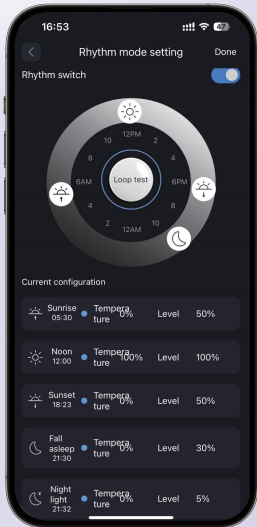 16:53
47
Rhythm mode setting
Done
Rhythm switch
12PM
10
2
8
4
6AM
Loop test
6PM
4
8
2
10
12AM
Current configuration
Sunrise Tempera 0% Level 50%
05:30 ture
Noon Tempera 100% Level 100%
12:00 ture
Sunset Tempera 0% Level 50%
18:23 ture
Fall Tempera 0% Level 30%
asleep ture
21:30
Night Tempera 0% Level 5%
light ture
21:32